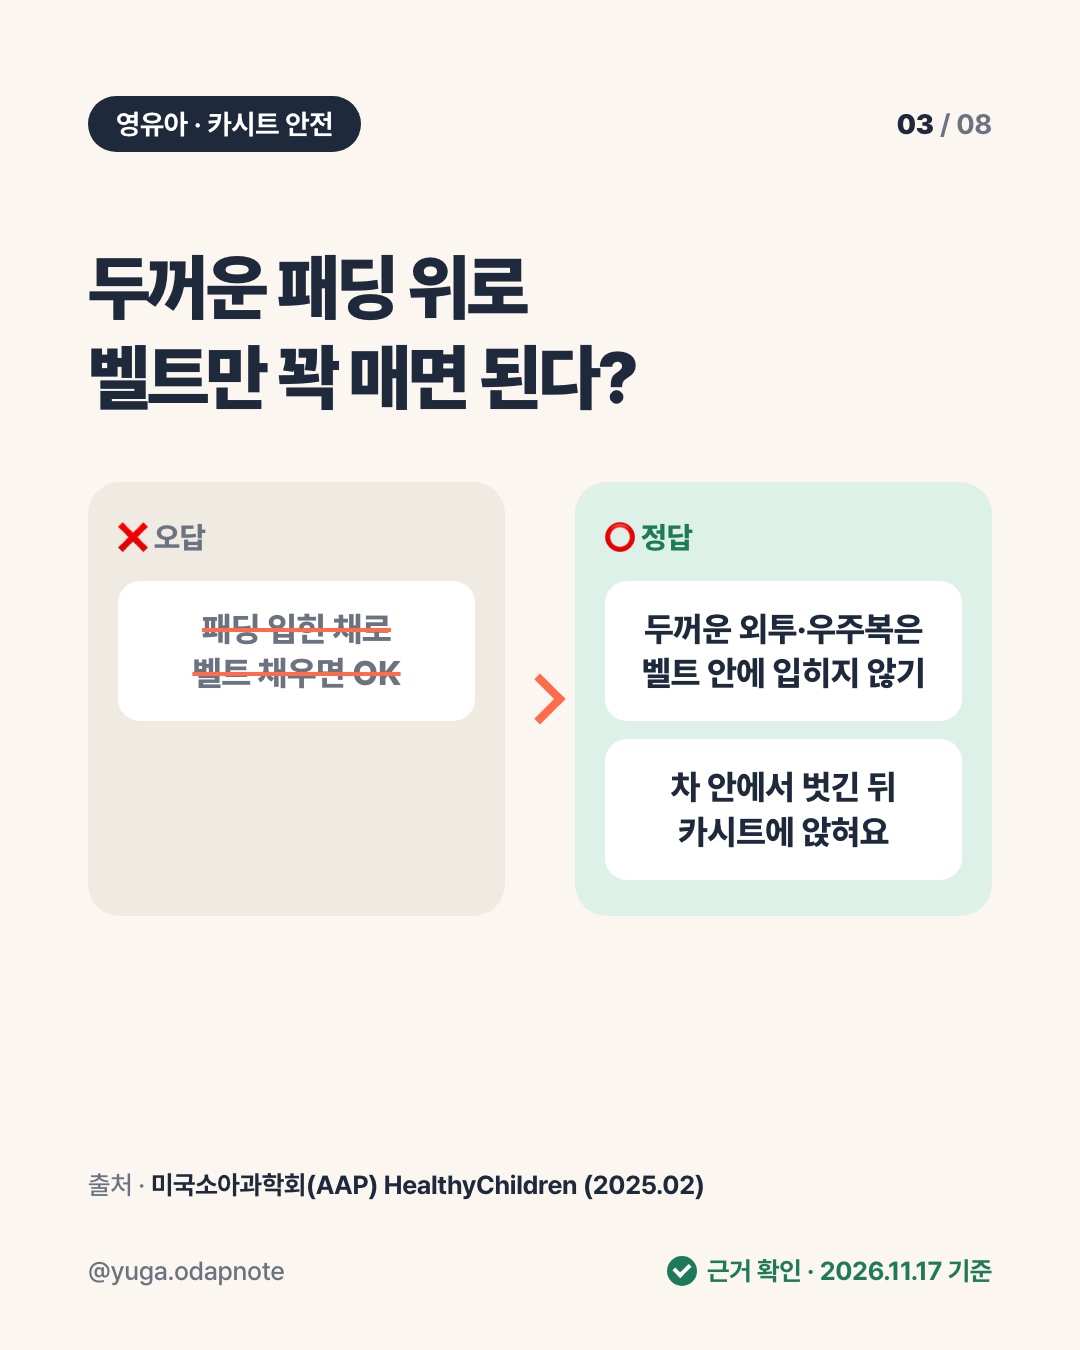 영유아 · 카시트 안전
03 / 08
두꺼운 패딩 위로
벨트만 꽉 매면 된다?
❌ 오답
패딩 입힌 채로
벨트 채우면 OK
⭕ 정답
두꺼운 외투·우주복은
벨트 안에 입히지 않기
차 안에서 벗긴 뒤
카시트에 앉혀요
출처 · 미국소아과학회(AAP) HealthyChildren (2025.02)
@yuga.odapnote
근거 확인 · 2026.11.17 기준